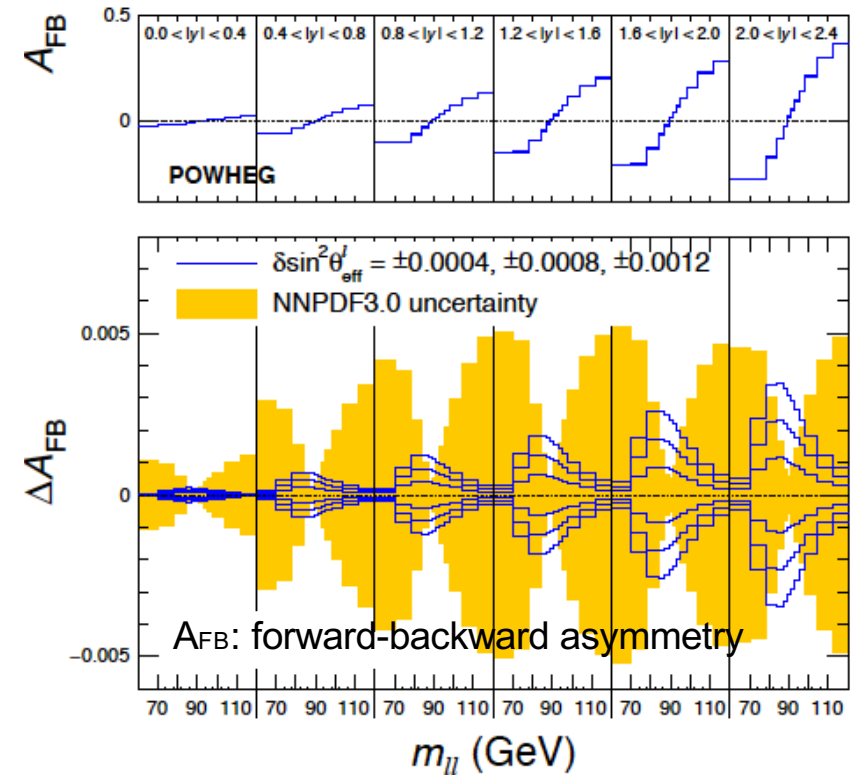 A_FB
0.5
0
0.0 < |y| < 0.4
0.4 < |y| < 0.8
0.8 < |y| < 1.2
1.2 < |y| < 1.6
1.6 < |y| < 2.0
2.0 < |y| < 2.4
POWHEG
ΔA_FB
0.005
0
−0.005
δsin²θ^l_eff = ±0.0004, ±0.0008, ±0.0012
NNPDF3.0 uncertainty
AFB: forward-backward asymmetry
70 90 110 70 90 110 70 90 110 70 90 110 70 90 110 70 90 110
m_ll (GeV)